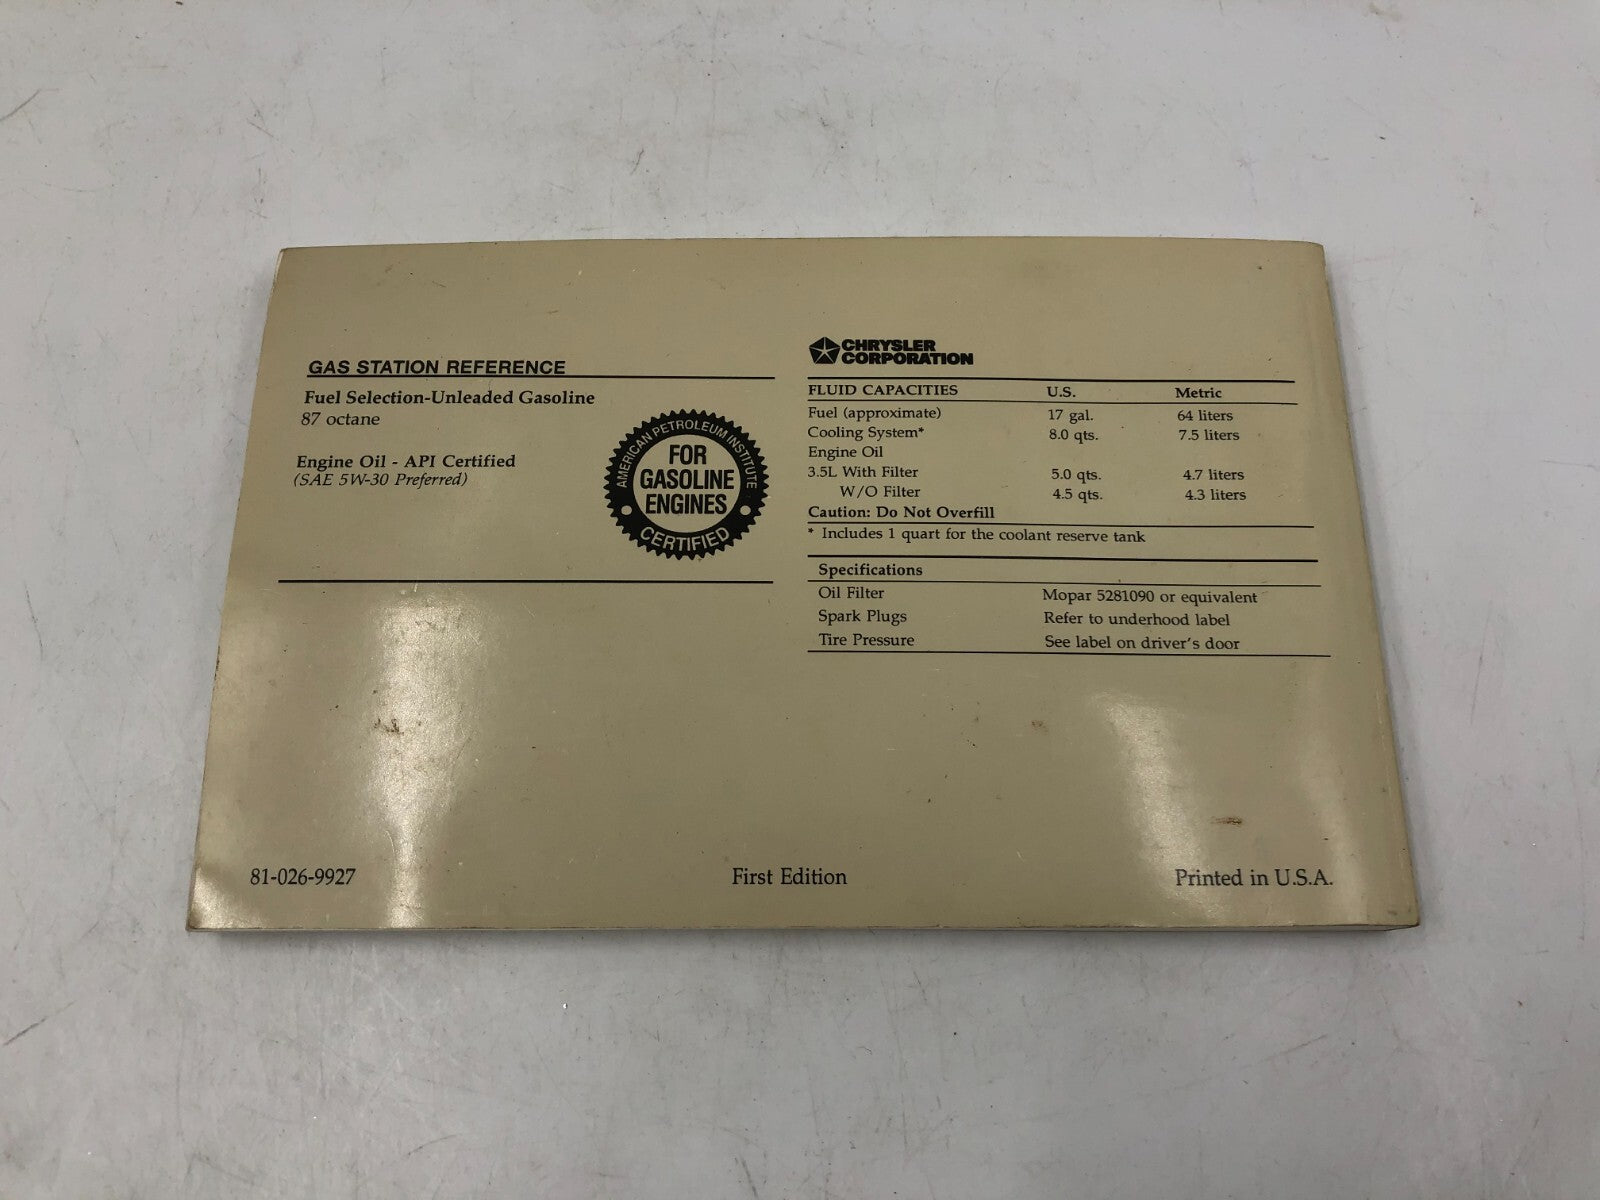 GAS STATION REFERENCE
Fuel Selection-Unleaded Gasoline
87 octane
Engine Oil - API Certified
(SAE 5W-30 Preferred)
AMERICAN PETROLEUM INSTITUTE
FOR
GASOLINE
ENGINES
CERTIFIED
CHRYSLER
CORPORATION
FLUID CAPACITIES U.S. Metric
Fuel (approximate) 17 gal. 64 liters
Cooling System* 8.0 qts. 7.5 liters
Engine Oil
3.5L With Filter 5.0 qts. 4.7 liters
W/O Filter 4.5 qts. 4.3 liters
Caution: Do Not Overfill
* Includes 1 quart for the coolant reserve tank
Specifications
Oil Filter Mopar 5281090 or equivalent
Spark Plugs Refer to underhood label
Tire Pressure See label on driver's door
81-026-9927 First Edition Printed in U.S.A.